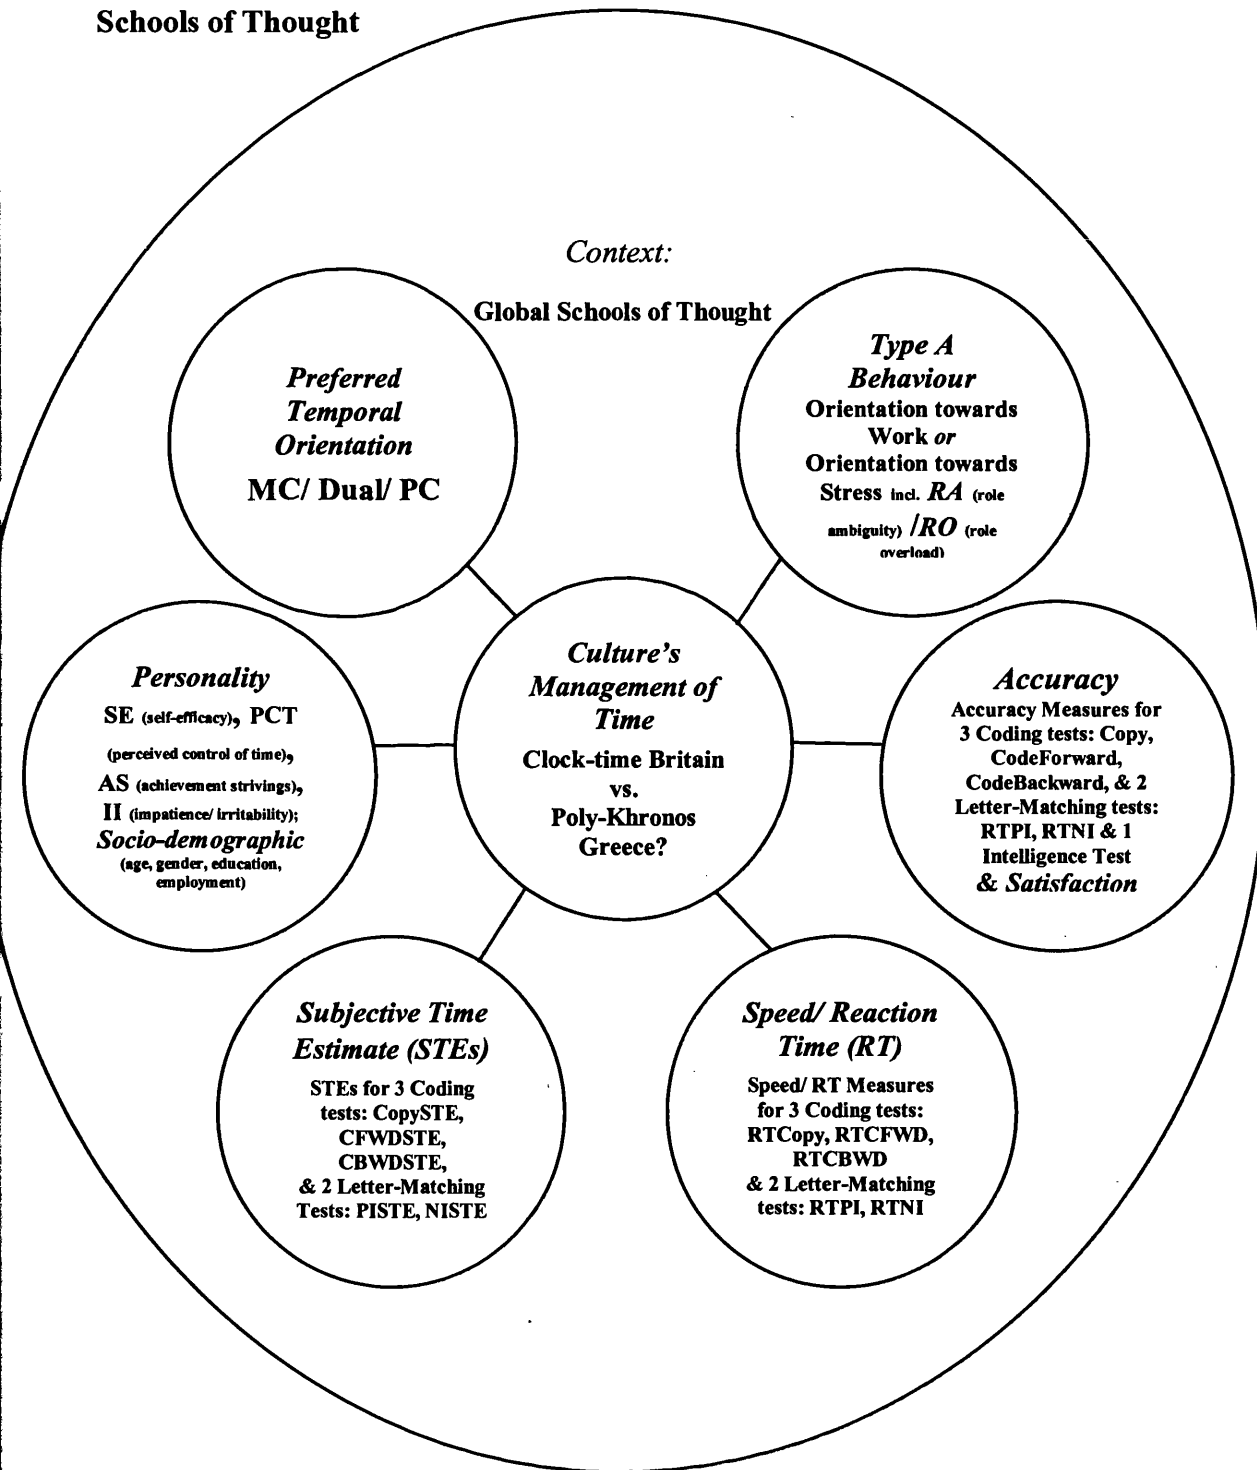 Schools of Thought
Context:
Global Schools of Thought
Preferred
Temporal
Orientation
MC/ Dual/ PC
Type A
Behaviour
Orientation towards
Work or
Orientation towards
Stress incl. RA (role
ambiguity) /RO (role
overload)
Personality
SE (self-efficacy), PCT
(perceived control of time),
AS (achievement strivings),
II (impatience/ irritability);
Socio-demographic
(age, gender, education,
employment)
Culture's
Management of
Time
Clock-time Britain
vs.
Poly-Khronos
Greece?
Accuracy
Accuracy Measures for
3 Coding tests: Copy,
CodeForward,
CodeBackward, & 2
Letter-Matching tests:
RTPI, RTNI & 1
Intelligence Test
& Satisfaction
Subjective Time
Estimate (STEs)
STEs for 3 Coding
tests: CopySTE,
CFWDSTE,
CBWDSTE,
& 2 Letter-Matching
Tests: PISTE, NISTE
Speed/ Reaction
Time (RT)
Speed/ RT Measures
for 3 Coding tests:
RTCopy, RTCFWD,
RTCBWD
& 2 Letter-Matching
tests: RTPI, RTNI